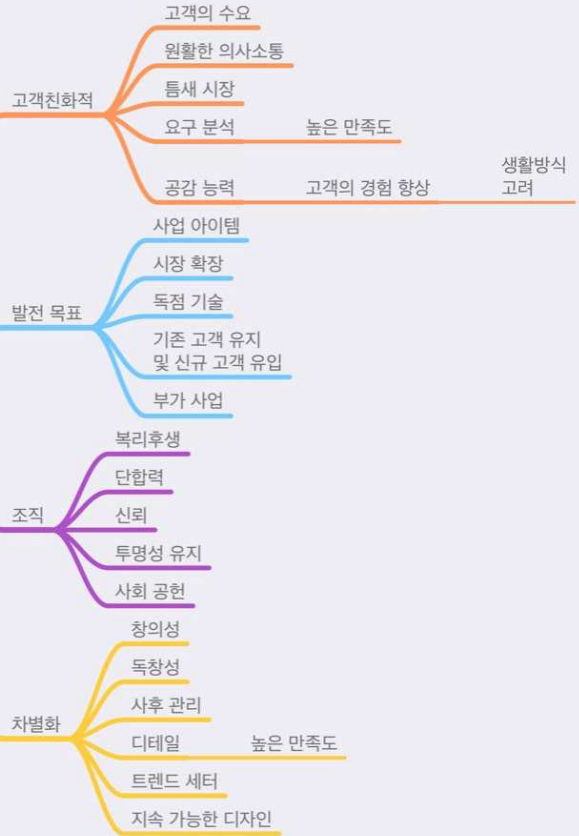 고객친화적
고객의 수요
원활한 의사소통
틈새 시장
요구 분석
높은 만족도
공감 능력
고객의 경험 향상
생활방식
고려
발전 목표
사업 아이템
시장 확장
독점 기술
기존 고객 유지
및 신규 고객 유입
부가 사업
조직
복리후생
단합력
신뢰
투명성 유지
사회 공헌
차별화
창의성
독창성
사후 관리
디테일
높은 만족도
트렌드 세터
지속 가능한 디자인